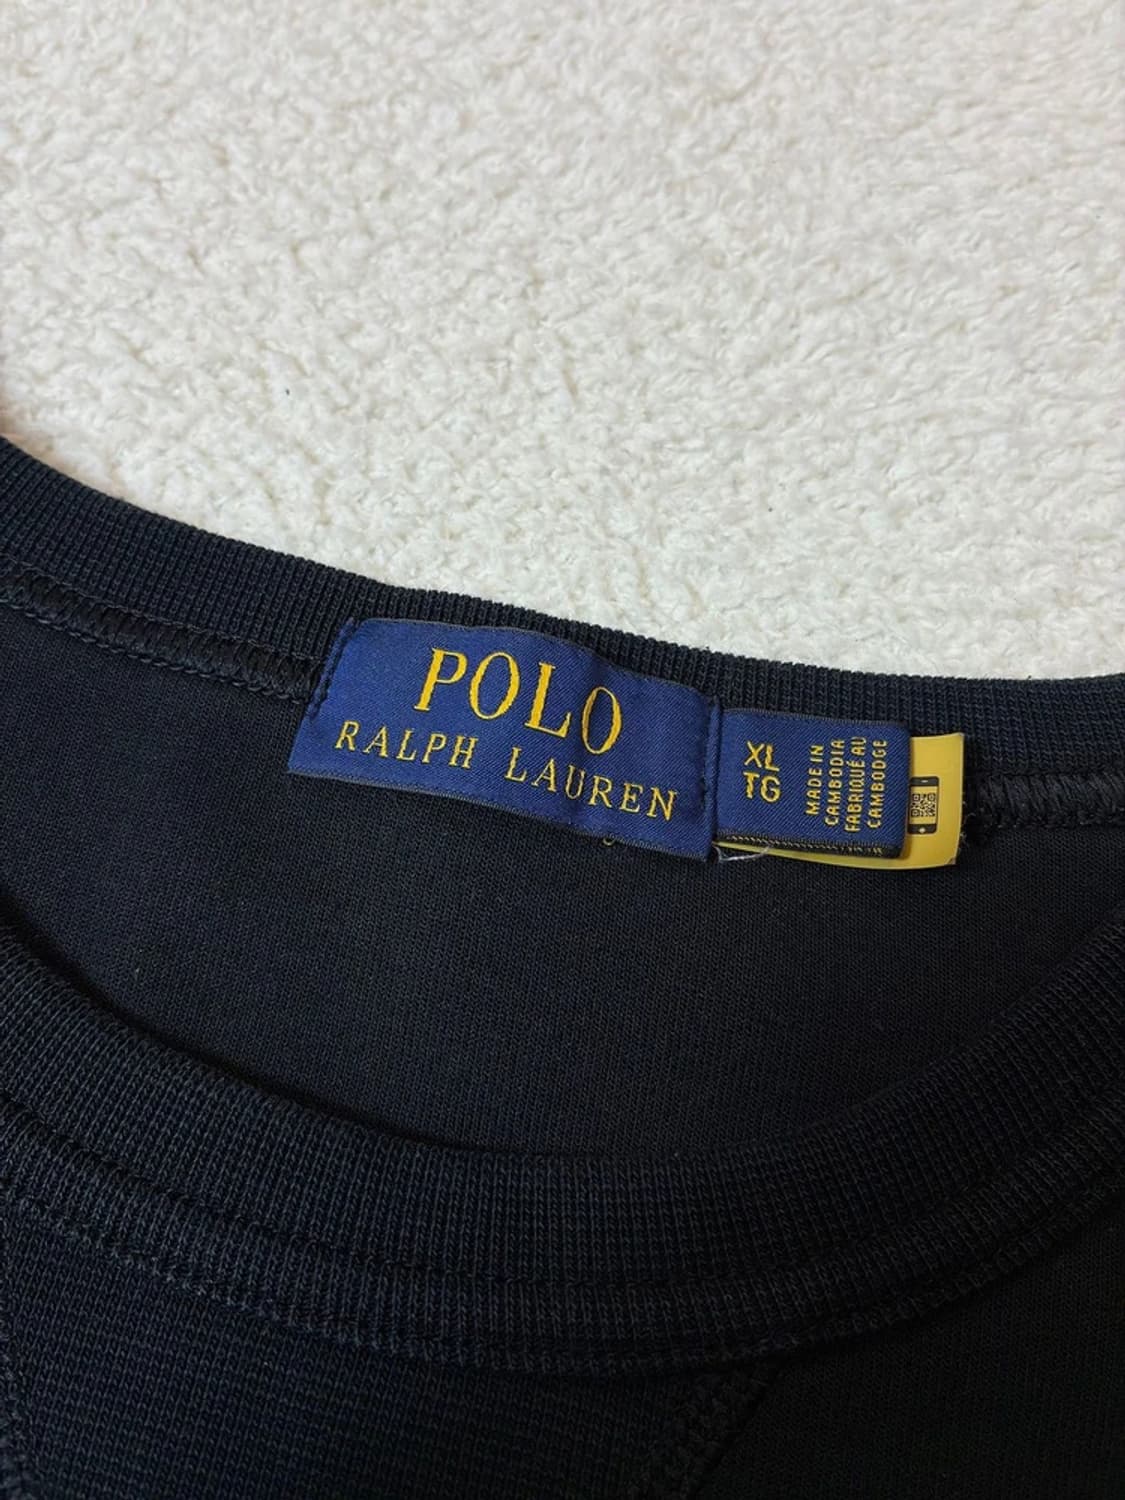 POLO
RALPH LAUREN
XL
TG
MADE IN
CAMBODIA
FABRIQUÉ AU
CAMBODGE